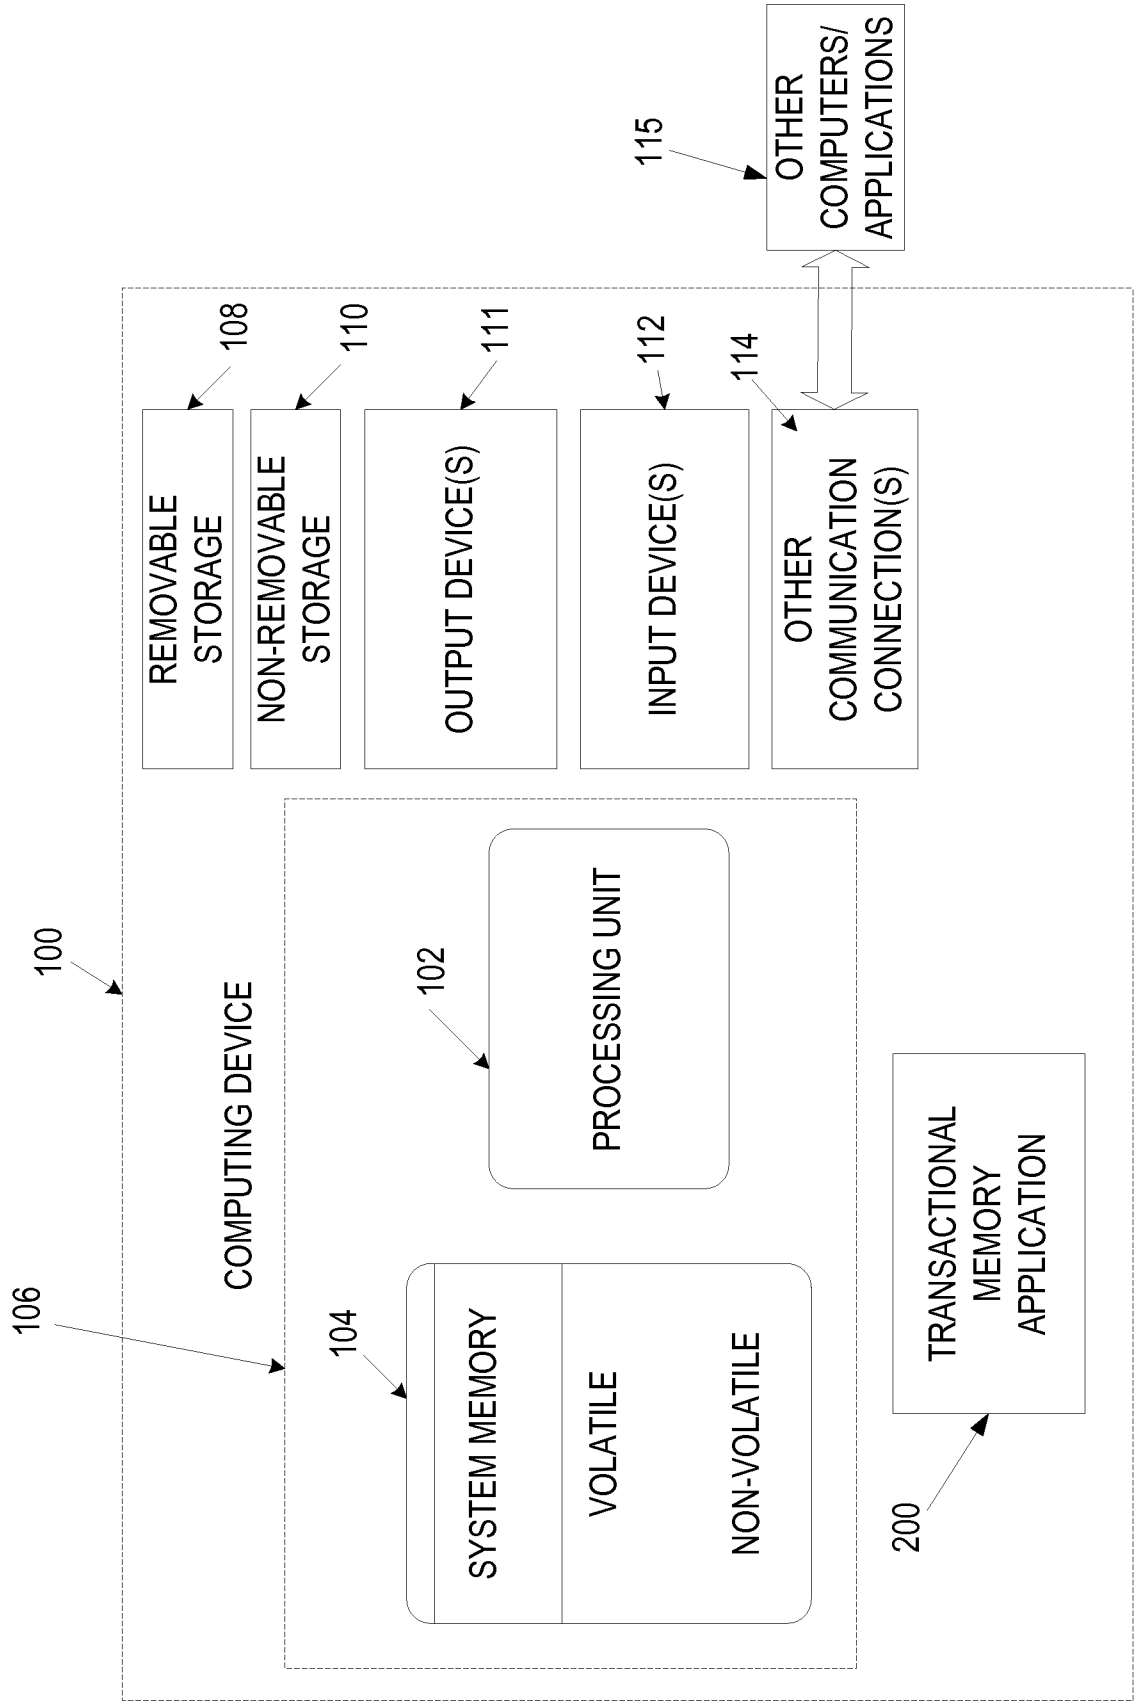 100
106
COMPUTING DEVICE
104
SYSTEM MEMORY
VOLATILE
NON-VOLATILE
102
PROCESSING UNIT
200
TRANSACTIONAL
MEMORY
APPLICATION
REMOVABLE
STORAGE
108
NON-REMOVABLE
STORAGE
110
OUTPUT DEVICE(S)
111
INPUT DEVICE(S)
112
OTHER
COMMUNICATION
CONNECTION(S)
114
115
OTHER
COMPUTERS/
APPLICATIONS